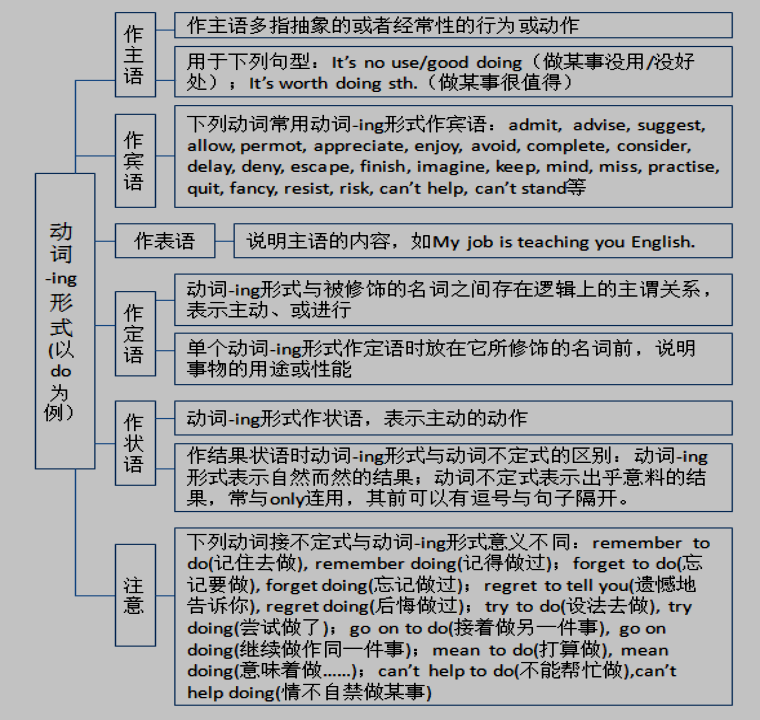 动
词
-ing
形
式
(以
do
为
例）
作
主
语
作主语多指抽象的或者经常性的行为或动作
用于下列句型：It’s no use/good doing（做某事没用/没好
处）；It’s worth doing sth.（做某事很值得）
作
宾
语
下列动词常用动词-ing形式作宾语：admit, advise, suggest,
allow, permot, appreciate, enjoy, avoid, complete, consider,
delay, deny, escape, finish, imagine, keep, mind, miss, practise,
quit, fancy, resist, risk, can’t help, can’t stand等
作表语
说明主语的内容，如My job is teaching you English.
作
定
语
动词-ing形式与被修饰的名词之间存在逻辑上的主谓关系，
表示主动、或进行
单个动词-ing形式作定语时放在它所修饰的名词前，说明
事物的用途或性能
作
状
语
动词-ing形式作状语，表示主动的动作
作结果状语时动词-ing形式与动词不定式的区别：动词-ing
形式表示自然而然的结果；动词不定式表示出乎意料的结
果，常与only连用，其前可以有逗号与句子隔开。
注
意
下列动词接不定式与动词-ing形式意义不同：remember to
do(记住去做), remember doing(记得做过)；forget to do(忘
记要做), forget doing(忘记做过)；regret to tell you(遗憾地
告诉你), regret doing(后悔做过)；try to do(设法去做), try
doing(尝试做了)；go on to do(接着做另一件事), go on
doing(继续做作同一件事)；mean to do(打算做), mean
doing(意味着做……)；can’t help to do(不能帮忙做),can’t
help doing(情不自禁做某事)